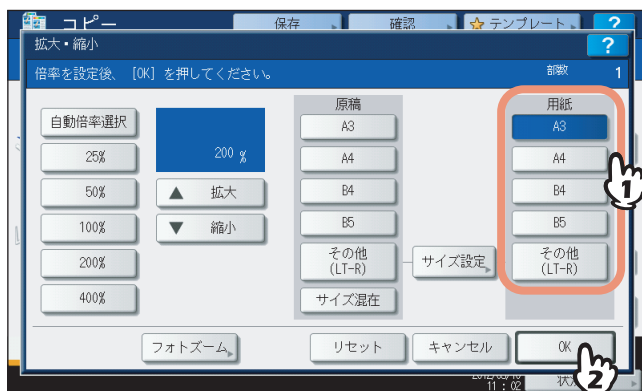 コピー
保存
確認
テンプレート
?
拡大・縮小
?
倍率を設定後、 [OK] を押してください。
部数 1
原稿
用紙
自動倍率選択
A3
A3
25%
200 %
A4
A4
1
50%
▲ 拡大
B4
B4
100%
▼ 縮小
B5
B5
200%
その他
(LT-R)
サイズ設定
その他
(LT-R)
400%
サイズ混在
フォトズーム
リセット
キャンセル
OK
2
11 : 02